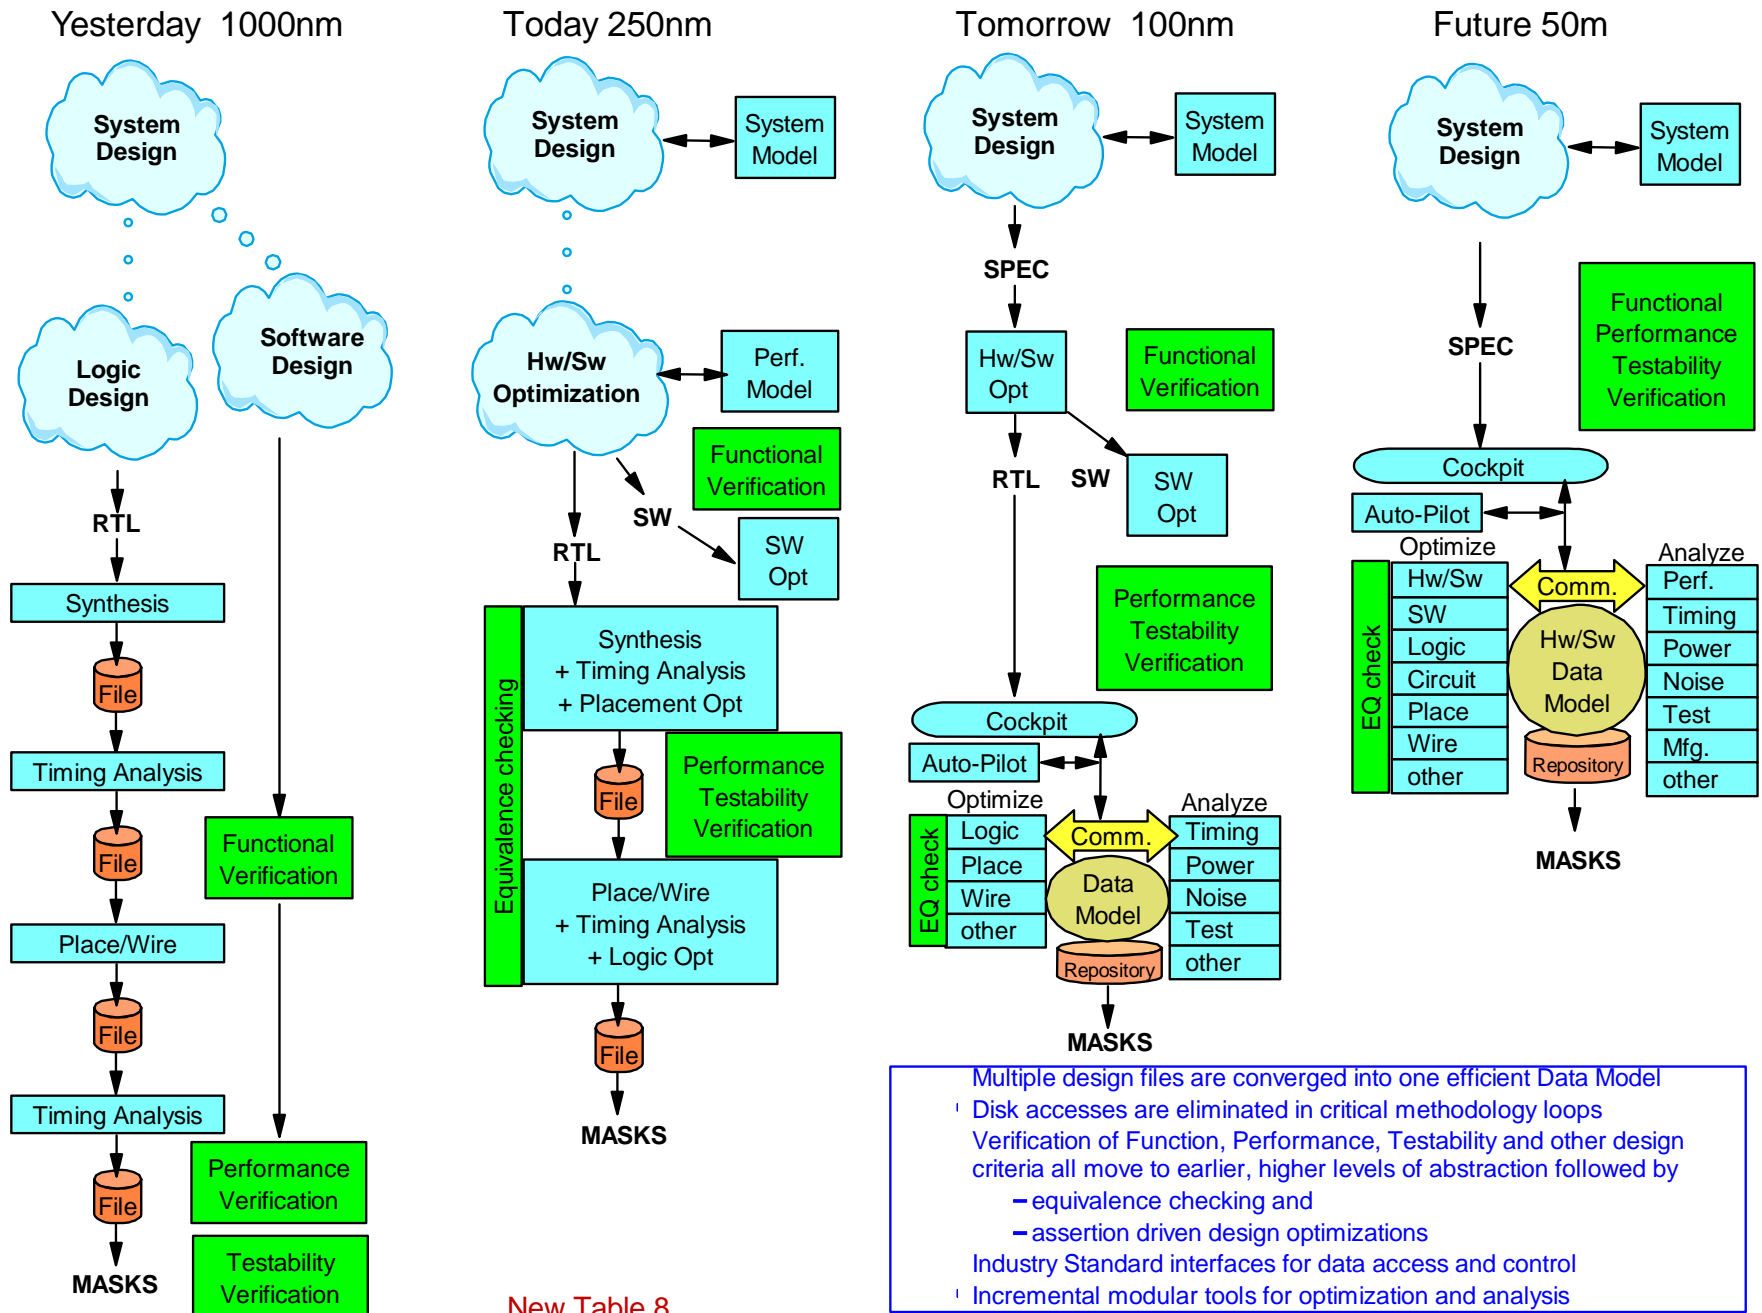 Yesterday 1000nm
System
Design
Logic
Design
Software
Design
RTL
Synthesis
File
Timing Analysis
File
Functional
Verification
Place/Wire
File
Timing Analysis
Performance
Verification
File
Testability
Verification
MASKS
Today 250nm
System
Design
System
Model
Hw/Sw
Optimization
Perf.
Model
Functional
Verification
SW
RTL
SW
Opt
Equivalence checking
Synthesis
+ Timing Analysis
+ Placement Opt
File
Performance
Testability
Verification
Place/Wire
+ Timing Analysis
+ Logic Opt
File
MASKS
New Table 8
Tomorrow 100nm
System
Design
System
Model
SPEC
Hw/Sw
Opt
Functional
Verification
RTL
SW
SW
Opt
Performance
Testability
Verification
Cockpit
Auto-Pilot
Optimize
Analyze
EQ check
Logic
Place
Wire
other
Comm.
Data
Model
Repository
Timing
Power
Noise
Test
other
MASKS
Future 50m
System
Design
System
Model
SPEC
Functional
Performance
Testability
Verification
Cockpit
Auto-Pilot
Optimize
Analyze
EQ check
Hw/Sw
SW
Logic
Circuit
Place
Wire
other
Comm.
Hw/Sw
Data
Model
Repository
Perf.
Timing
Power
Noise
Test
Mfg.
other
MASKS
Multiple design files are converged into one efficient Data Model
Disk accesses are eliminated in critical methodology loops
Verification of Function, Performance, Testability and other design
criteria all move to earlier, higher levels of abstraction followed by
– equivalence checking and
– assertion driven design optimizations
Industry Standard interfaces for data access and control
Incremental modular tools for optimization and analysis